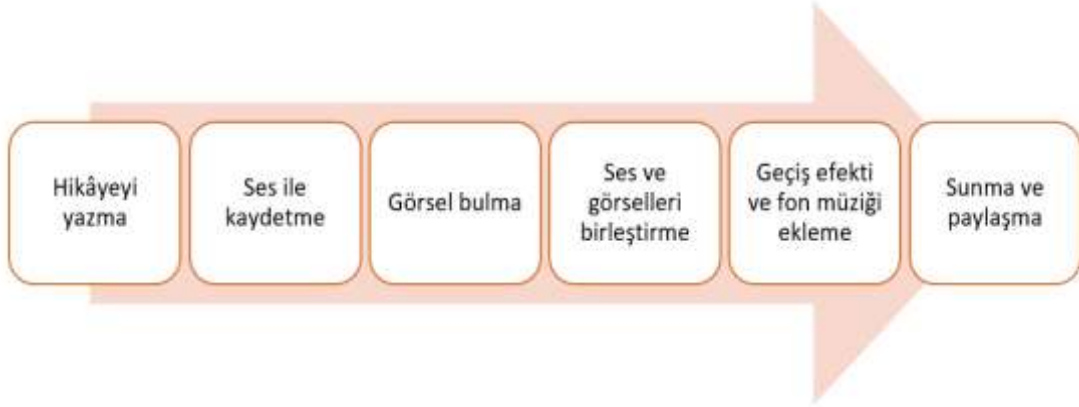 Hikâyeyi
yazma
Ses ile
kaydetme
Görsel bulma
Ses ve
görselleri
birleştirme
Geçiş efekti
ve fon müziği
ekleme
Sunma ve
paylaşma